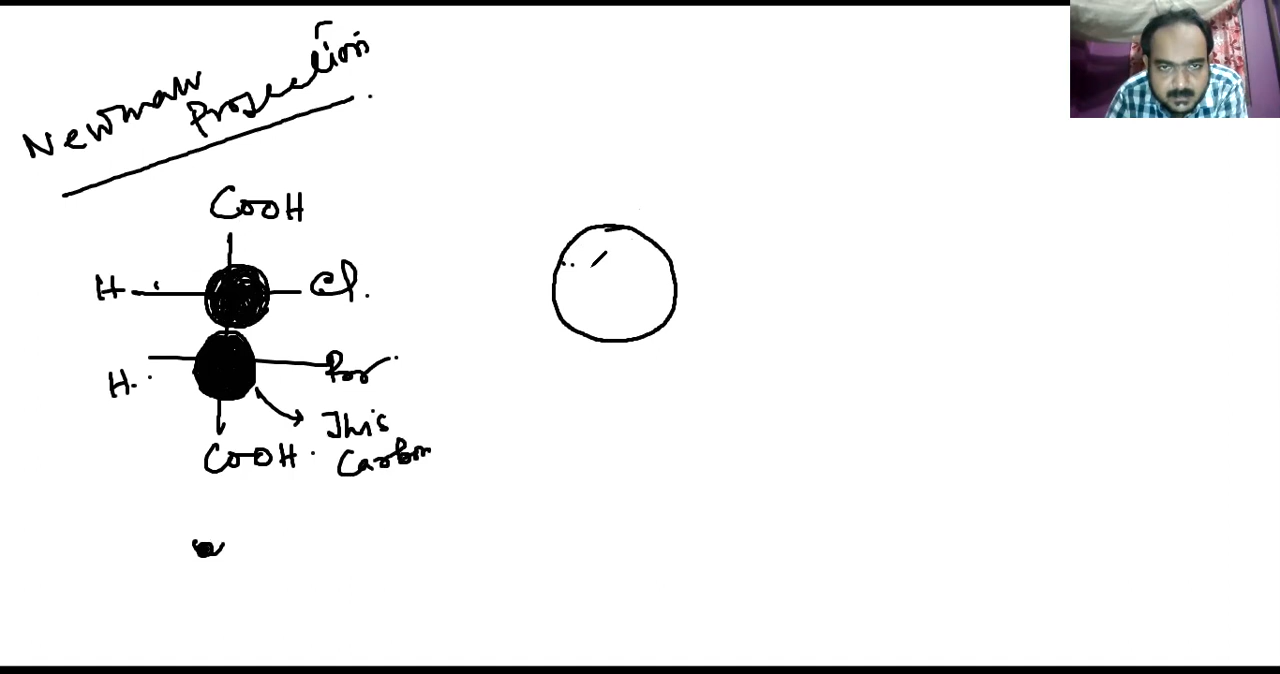 Newman
Projection.
COOH
H Cl.
H. Br.
This
COOH. Carbon